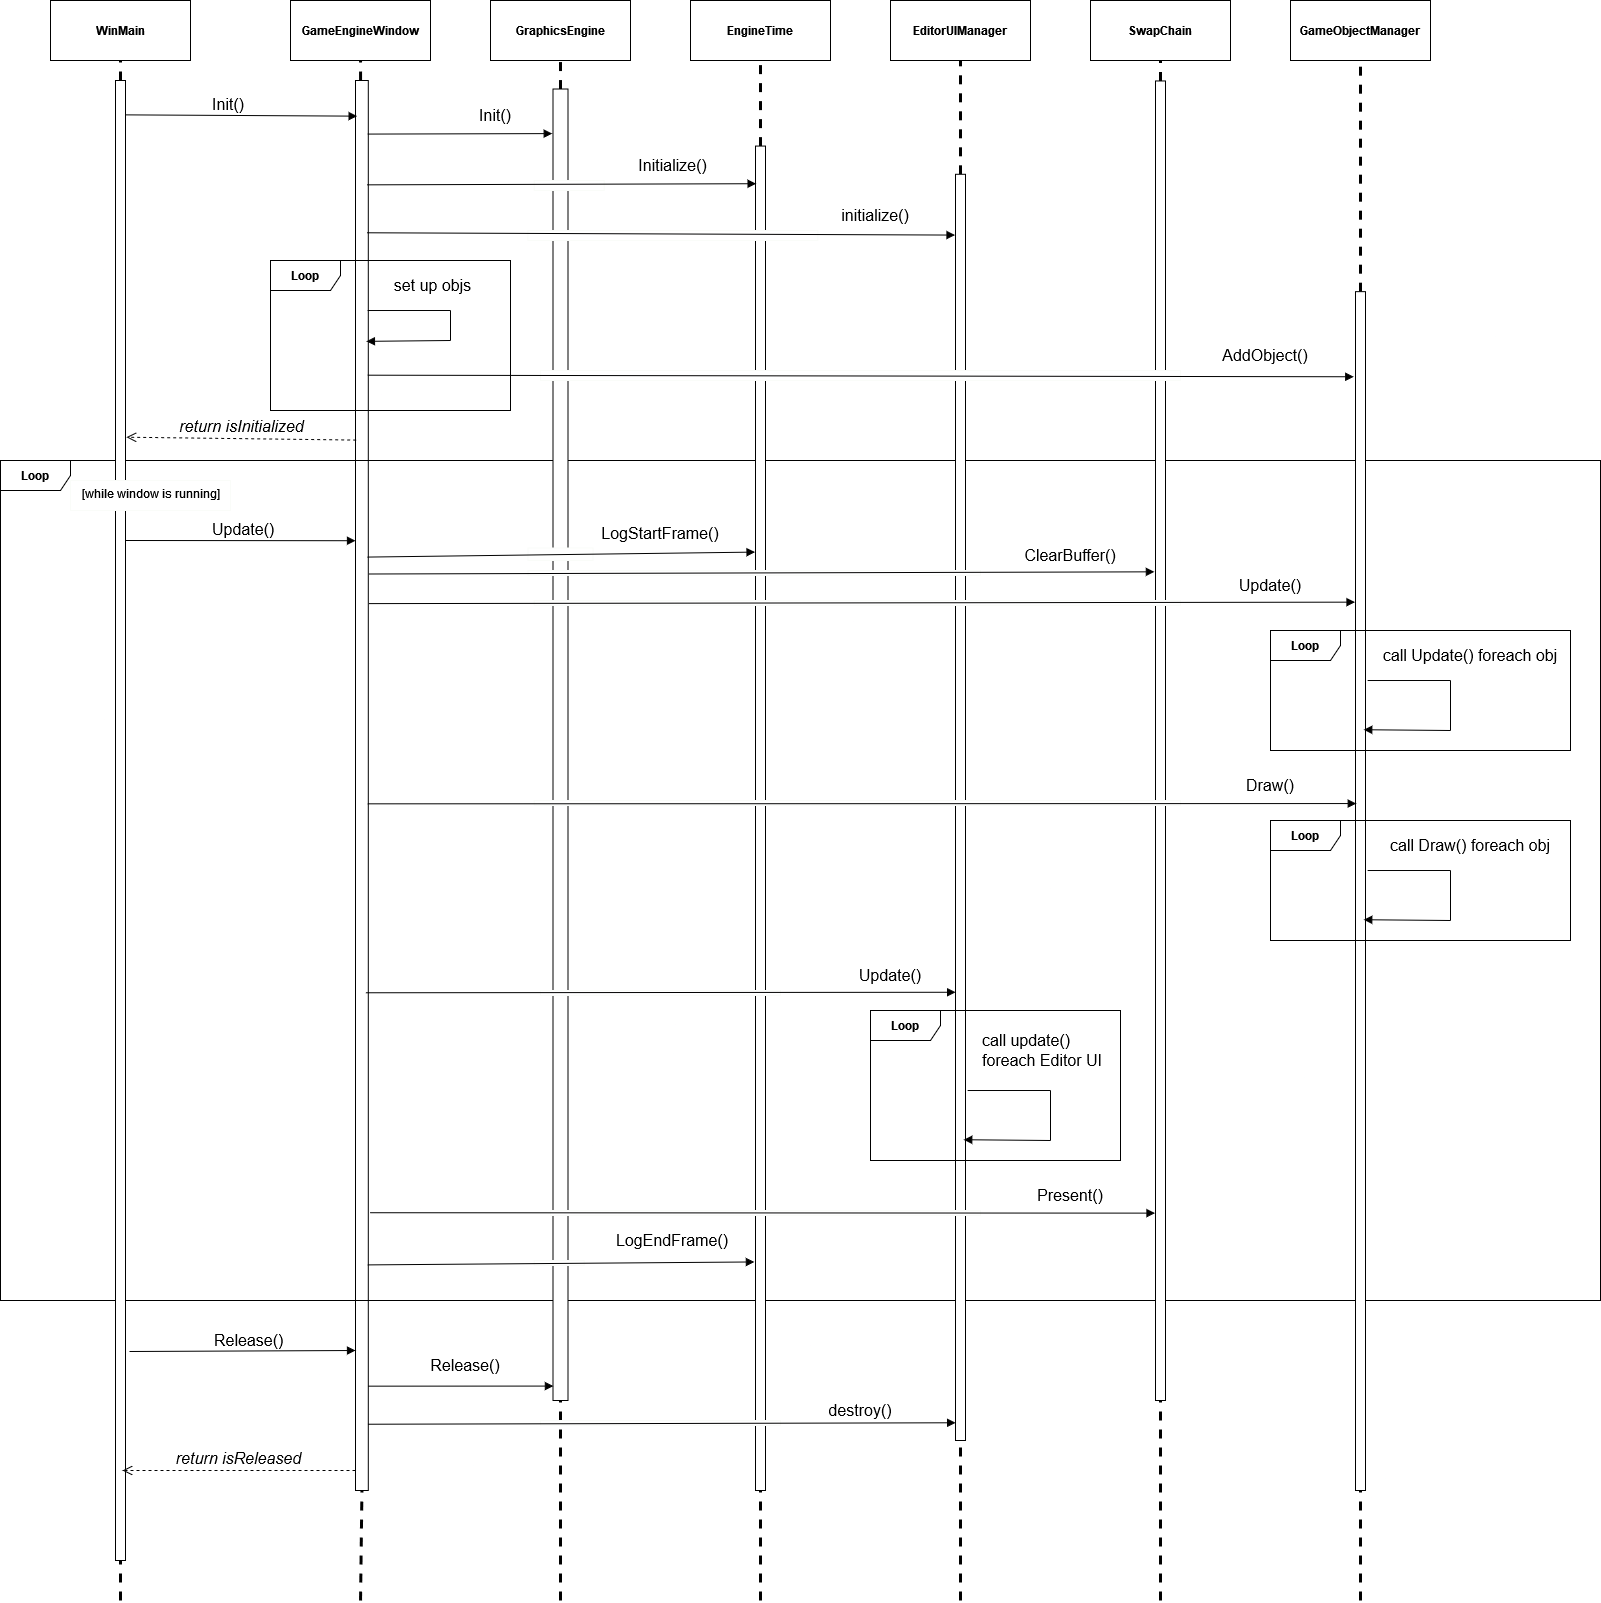 WinMain
GameEngineWindow
GraphicsEngine
EngineTime
EditorUIManager
SwapChain
GameObjectManager
Init()
Init()
Initialize()
initialize()
Loop
set up objs
AddObject()
return isInitialized
Loop
[while window is running]
Update()
LogStartFrame()
ClearBuffer()
Update()
Loop
call Update() foreach obj
Draw()
Loop
call Draw() foreach obj
Update()
Loop
call update()
foreach Editor UI
Present()
LogEndFrame()
Release()
Release()
destroy()
return isReleased